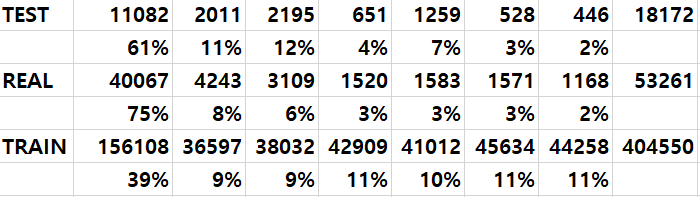 TEST 11082 2011 2195 651 1259 528 446 18172
61% 11% 12% 4% 7% 3% 2%
REAL 40067 4243 3109 1520 1583 1571 1168 53261
75% 8% 6% 3% 3% 3% 2%
TRAIN 156108 36597 38032 42909 41012 45634 44258 404550
39% 9% 9% 11% 10% 11% 11%